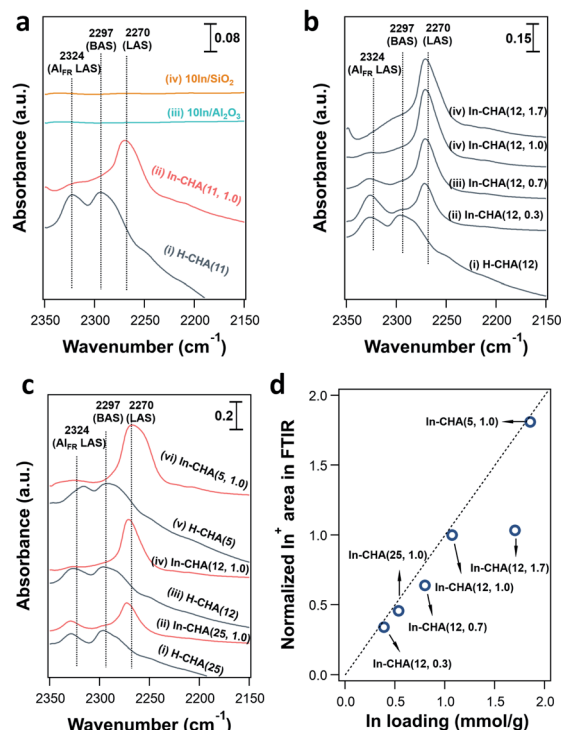 a
2297
(BAS)
2270
(LAS)
2324
(AlFR LAS)
0.08
(iv) 10In/SiO2
(iii) 10In/Al2O3
(ii) In-CHA(11, 1.0)
(i) H-CHA(11)
Absorbance (a.u.)
2350
2300
2250
2150
Wavenumber (cm-1)
b
2297
(BAS)
2270
(LAS)
2324
(AlFR LAS)
0.15
(iv) In-CHA(12, 1.7)
(iv) In-CHA(12, 1.0)
(iii) In-CHA(12, 0.7)
(ii) In-CHA(12, 0.3)
(i) H-CHA(12)
Absorbance (a.u.)
2350
2300
2250
2150
Wavenumber (cm-1)
c
2297
(BAS)
2270
(LAS)
2324
(AlFR LAS)
0.2
(vi) In-CHA(5, 1.0)
(v) H-CHA(5)
(iv) In-CHA(12, 1.0)
(iii) H-CHA(12)
(ii) In-CHA(25, 1.0)
(i) H-CHA(25)
Absorbance (a.u.)
2350
2300
2250
2150
Wavenumber (cm-1)
d
2.0
1.5
1.0
0.5
0.0
Normalized In+ area in FTIR
In-CHA(5, 1.0)
In-CHA(25, 1.0)
In-CHA(12, 1.7)
In-CHA(12, 1.0)
In-CHA(12, 0.7)
In-CHA(12, 0.3)
0.0
0.5
1.0
1.5
2.0
In loading (mmol/g)